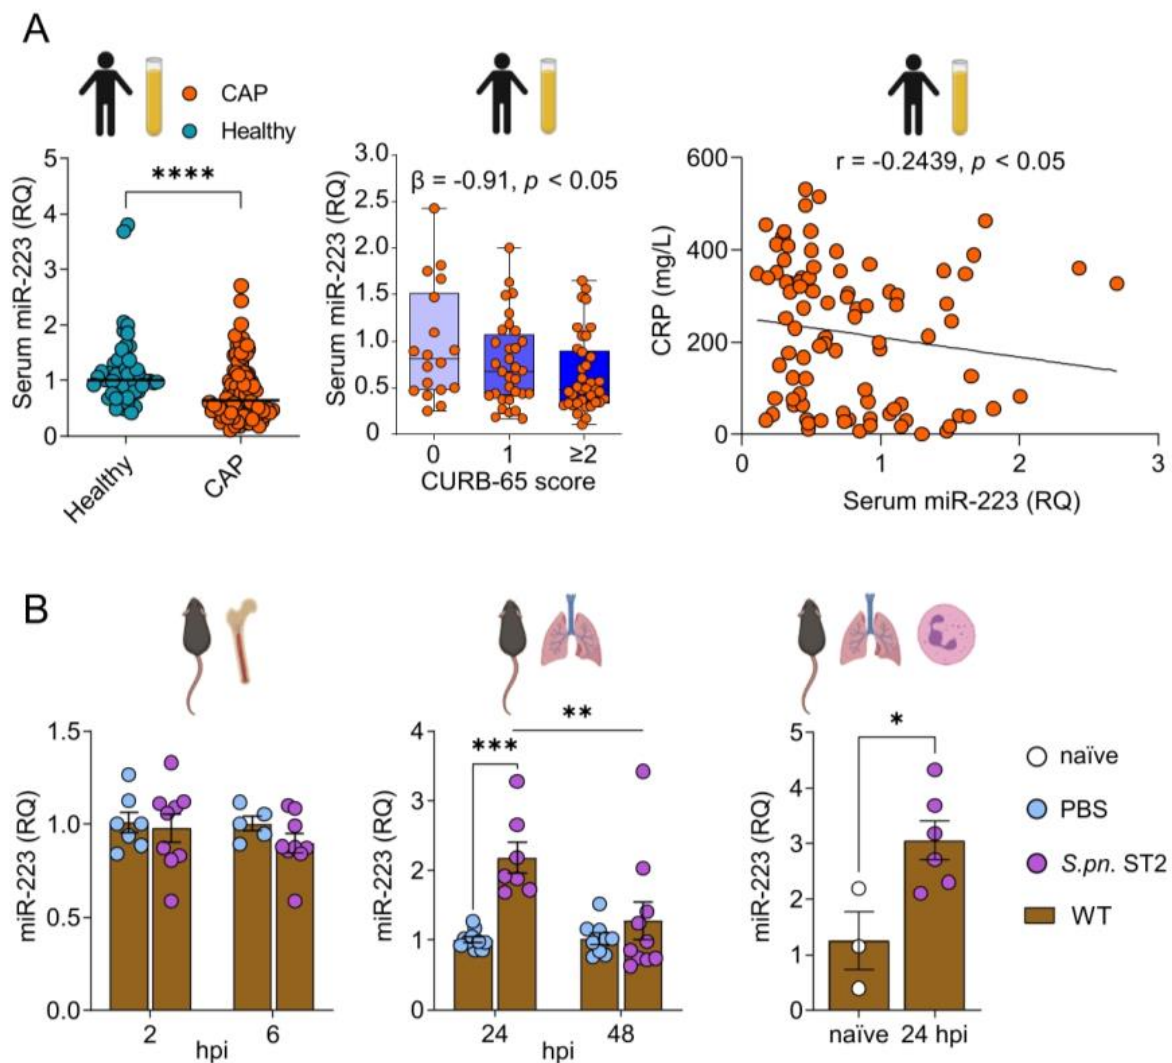 A
CAP
Healthy
****
Serum miR-223 (RQ)
5
4
3
2
1
0
Healthy
CAP
β = -0.91, p < 0.05
Serum miR-223 (RQ)
3.0
2.5
2.0
1.5
1.0
0.5
0
0
1
≥2
CURB-65 score
r = -0.2439, p < 0.05
CRP (mg/L)
600
400
200
0
0
1
2
3
Serum miR-223 (RQ)
B
miR-223 (RQ)
1.5
1.0
0.5
0.0
2
6
hpi
***
**
miR-223 (RQ)
4
3
2
1
0
24
48
hpi
*
miR-223 (RQ)
5
4
3
2
1
0
naïve
24 hpi
naïve
PBS
S.pn. ST2
WT